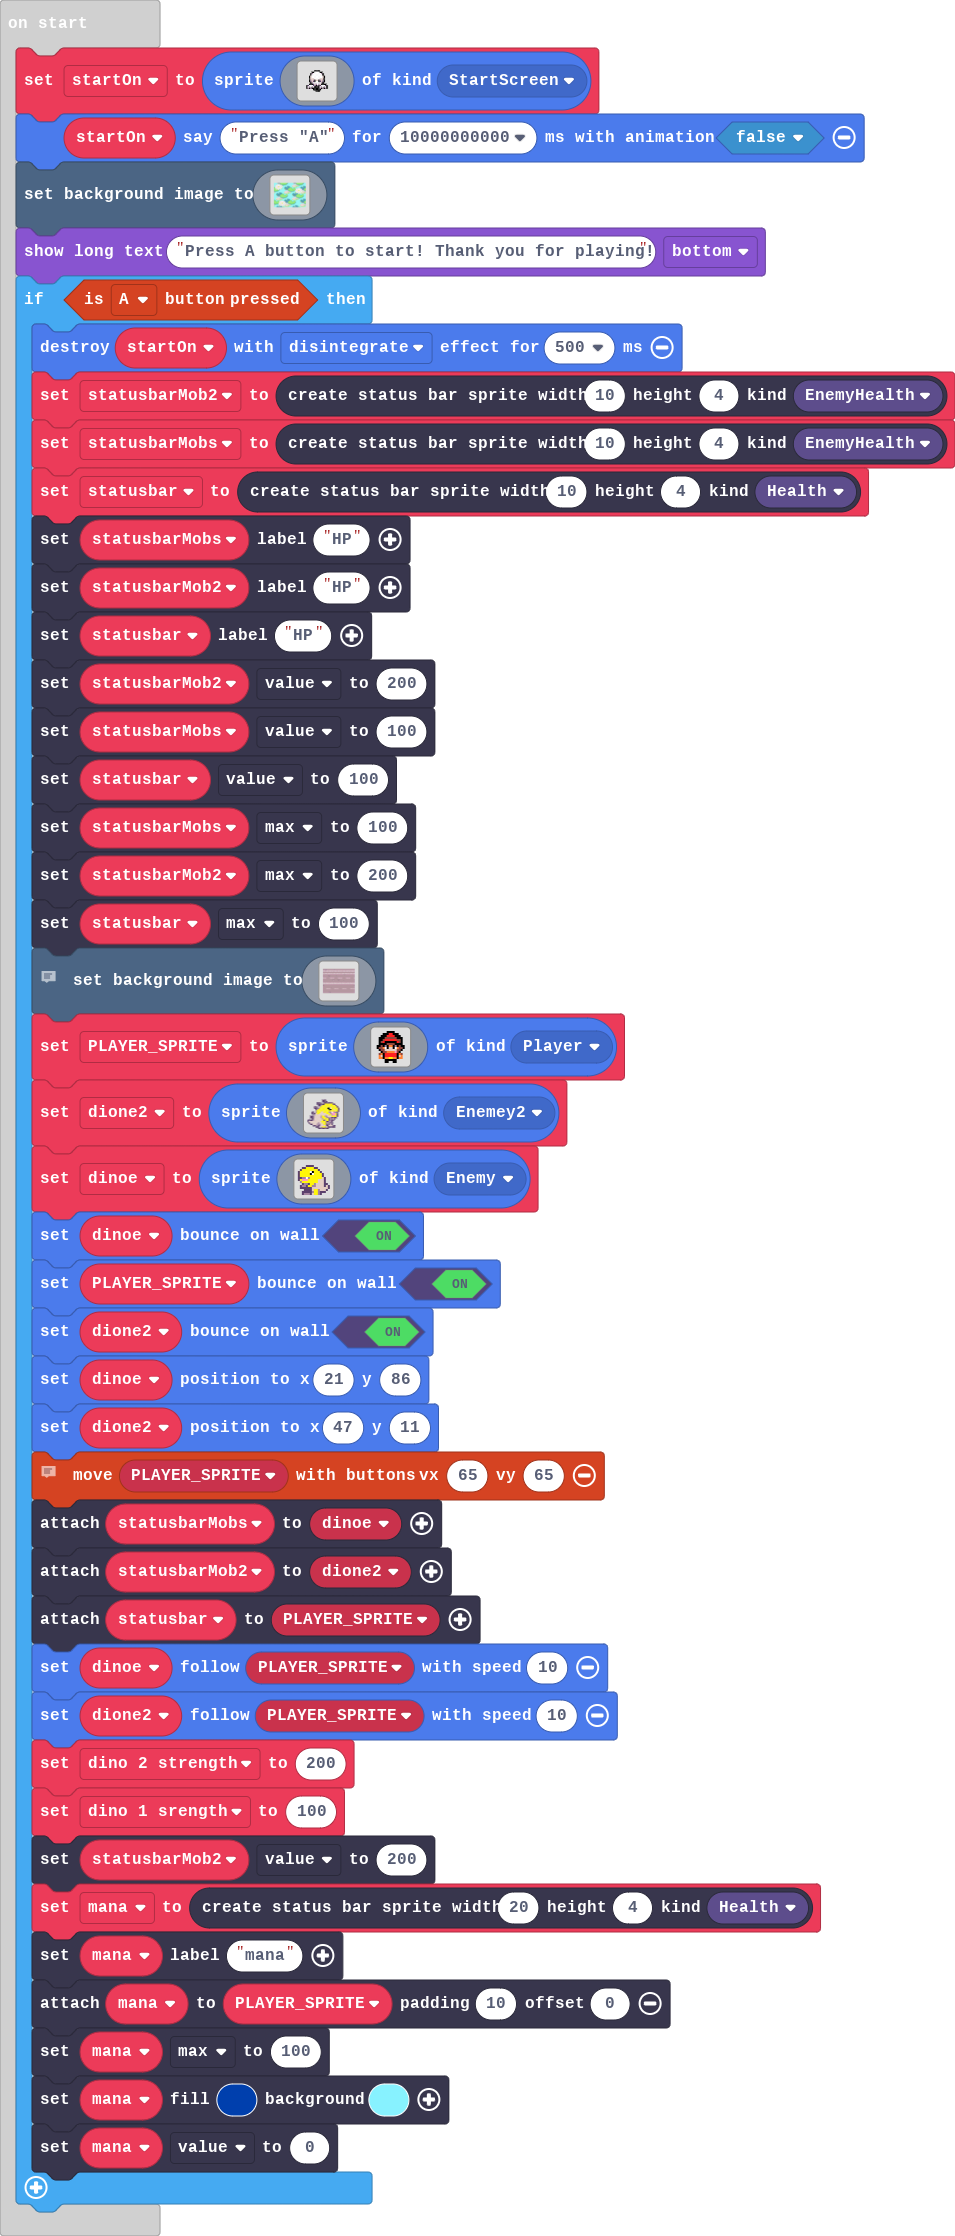 on start
set startOn to sprite of kind StartScreen
startOn say "Press "A"" for 10000000000 ms with animation false
set background image to
show long text "Press A button to start! Thank you for playing!" bottom
if is A button pressed then
destroy startOn with disintegrate effect for 500 ms
set statusbarMob2 to create status bar sprite width 10 height 4 kind EnemyHealth
set statusbarMobs to create status bar sprite width 10 height 4 kind EnemyHealth
set statusbar to create status bar sprite width 10 height 4 kind Health
set statusbarMobs label "HP"
set statusbarMob2 label "HP"
set statusbar label "HP"
set statusbarMob2 value to 200
set statusbarMobs value to 100
set statusbar value to 100
set statusbarMobs max to 100
set statusbarMob2 max to 200
set statusbar max to 100
set background image to
set PLAYER_SPRITE to sprite of kind Player
set dione2 to sprite of kind Enemey2
set dinoe to sprite of kind Enemy
set dinoe bounce on wall ON
set PLAYER_SPRITE bounce on wall ON
set dione2 bounce on wall ON
set dinoe position to x 21 y 86
set dione2 position to x 47 y 11
move PLAYER_SPRITE with buttons vx 65 vy 65
attach statusbarMobs to dinoe
attach statusbarMob2 to dione2
attach statusbar to PLAYER_SPRITE
set dinoe follow PLAYER_SPRITE with speed 10
set dione2 follow PLAYER_SPRITE with speed 10
set dino 2 strength to 200
set dino 1 srength to 100
set statusbarMob2 value to 200
set mana to create status bar sprite width 20 height 4 kind Health
set mana label "mana"
attach mana to PLAYER_SPRITE padding 10 offset 0
set mana max to 100
set mana fill background
set mana value to 0